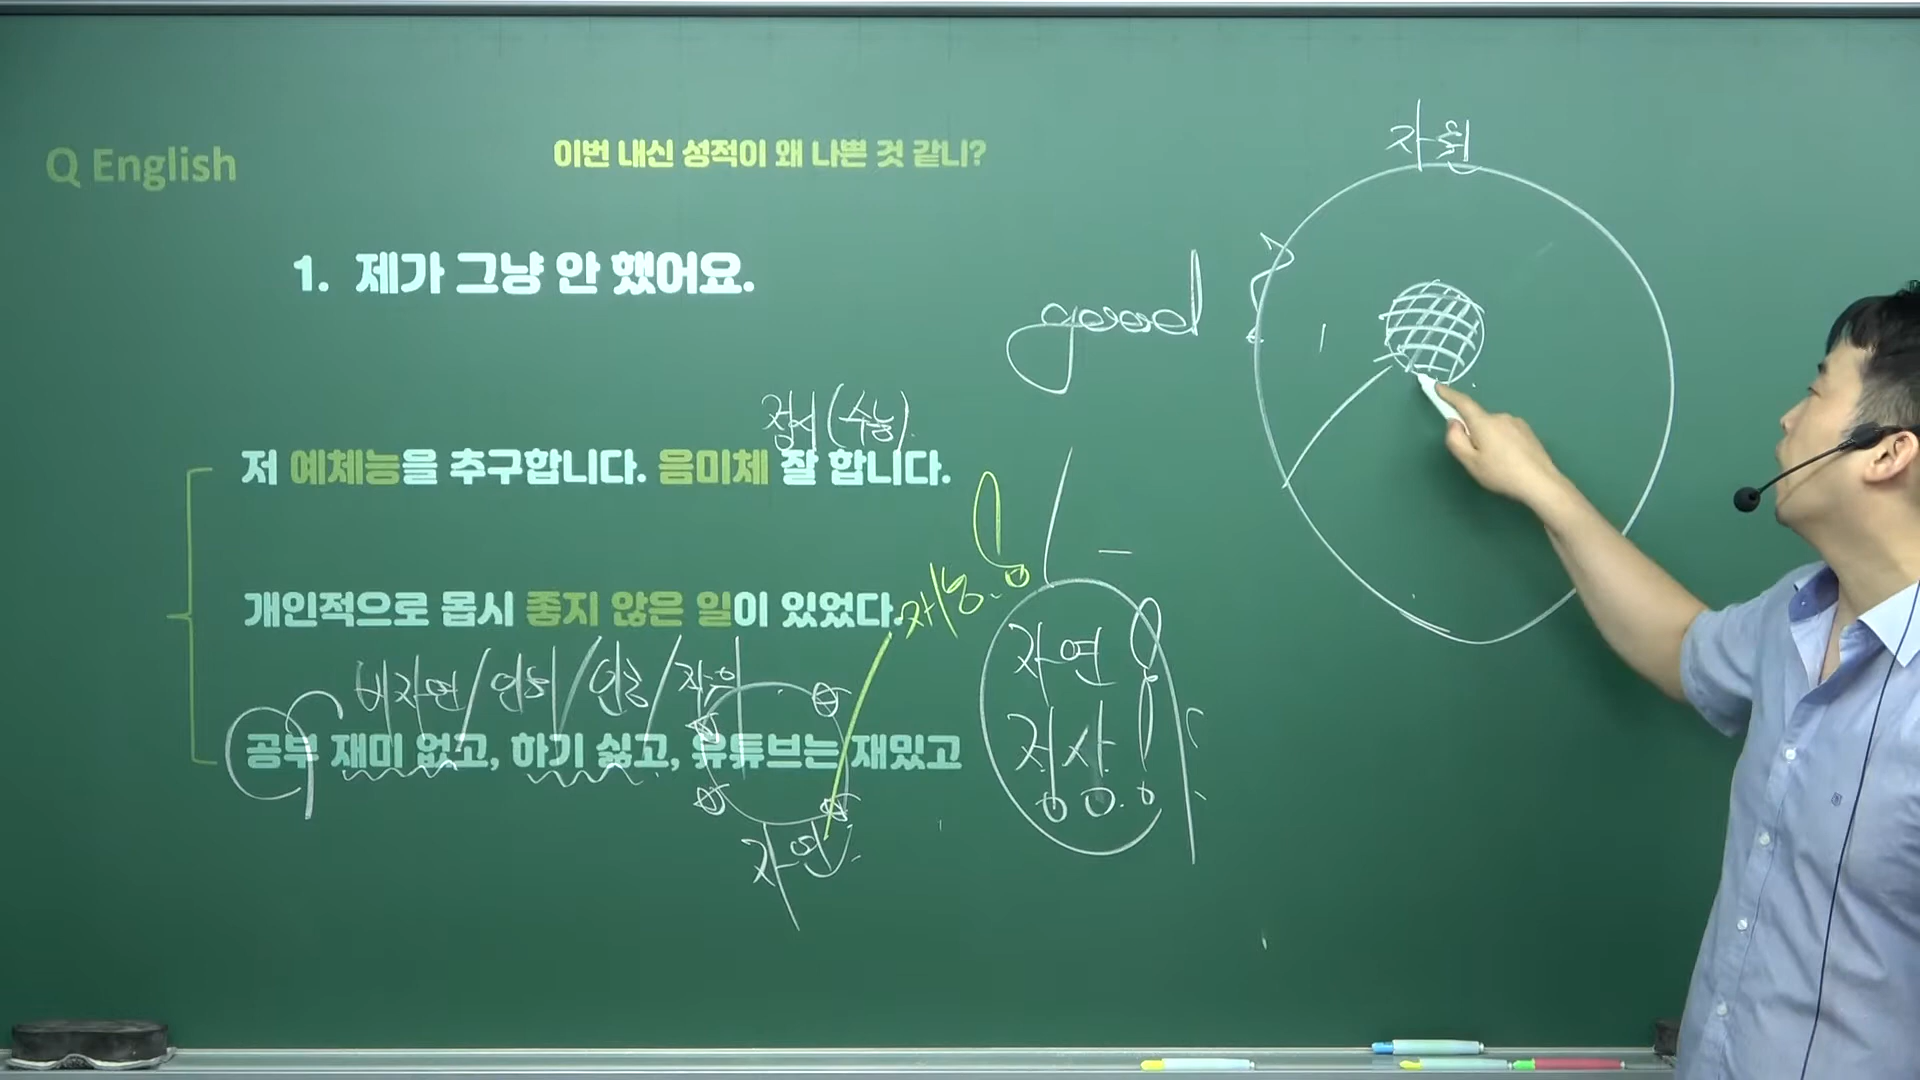 Q English
이번 내신 성적이 왜 나쁜 것 같니?
1. 제가 그냥 안 했어요.
good
정시 (수능).
저 예체능을 추구합니다. 음미체 잘 합니다.
개인적으로 몹시 좋지 않은 일이 있었다.
비자연 /
공부 재미 없고, 하기 싫고, 유튜브는 재밌고
자연
정상
자연